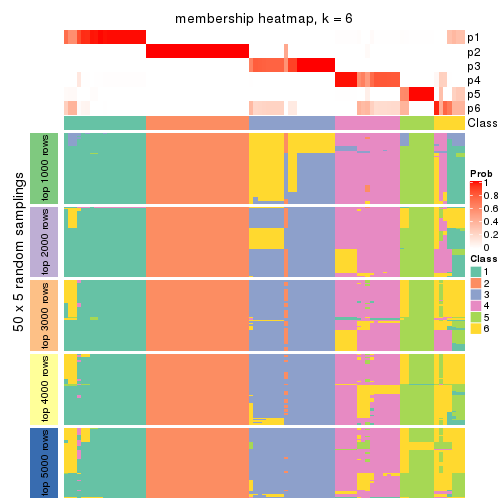 membership heatmap, k = 6
p1
p2
p3
p4
p5
p6
Class
50 x 5 random samplings
top 1000 rows
top 2000 rows
top 3000 rows
top 4000 rows
top 5000 rows
Prob
1
0.8
0.6
0.4
0.2
0
Class
1
2
3
4
5
6